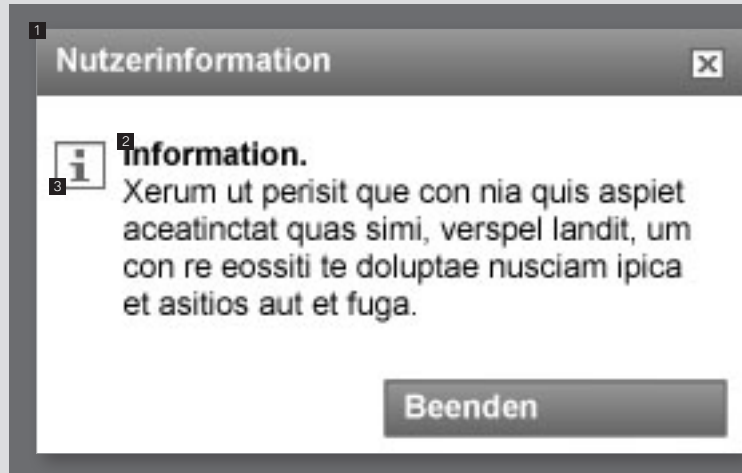 1
Nutzerinformation
2
Information.
3
Xerum ut perisit que con nia quis aspiet
aceatinctat quas simi, verspel landit, um
con re eossiti te doluptae nusciam ipica
et asitios aut et fuga.
Beenden